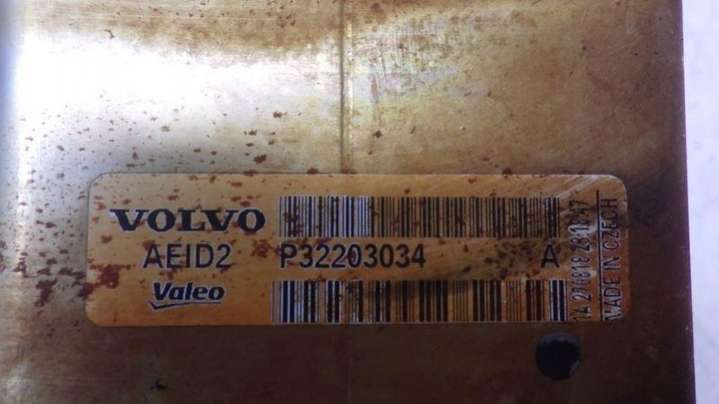 VOLVO
AEID2 P32203034 A
Valeo
MADE IN CZECH